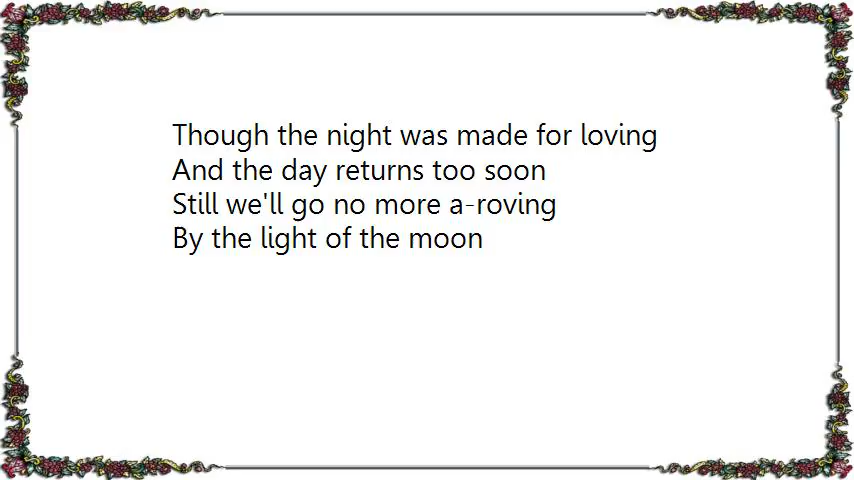 Though the night was made for loving
And the day returns too soon
Still we'll go no more a-roving
By the light of the moon